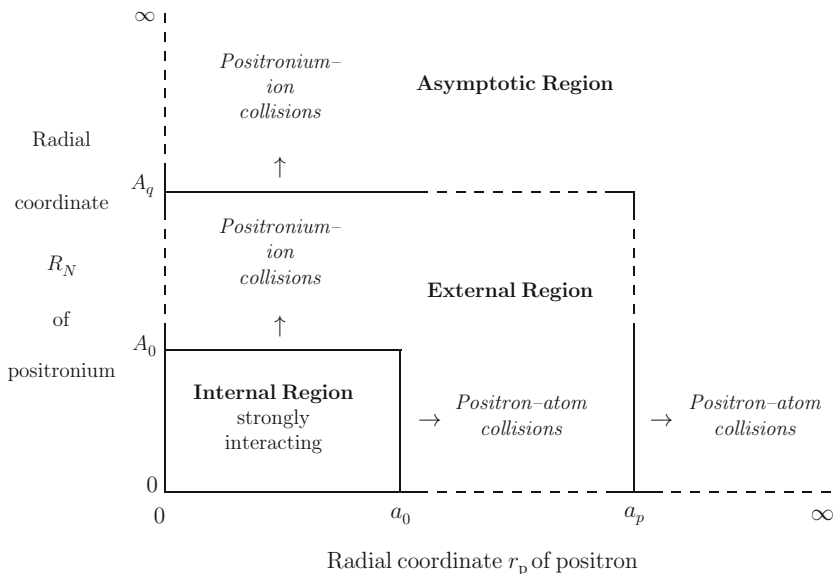 ∞
Positronium–
ion
collisions
Asymptotic Region
↑
Radial
coordinate
R_N
of
positronium
A_q
Positronium–
ion
collisions
External Region
↑
A_0
Internal Region
strongly
interacting
→ Positron–atom
collisions
→ Positron–atom
collisions
0
0
a_0
a_p
∞
Radial coordinate r_p of positron